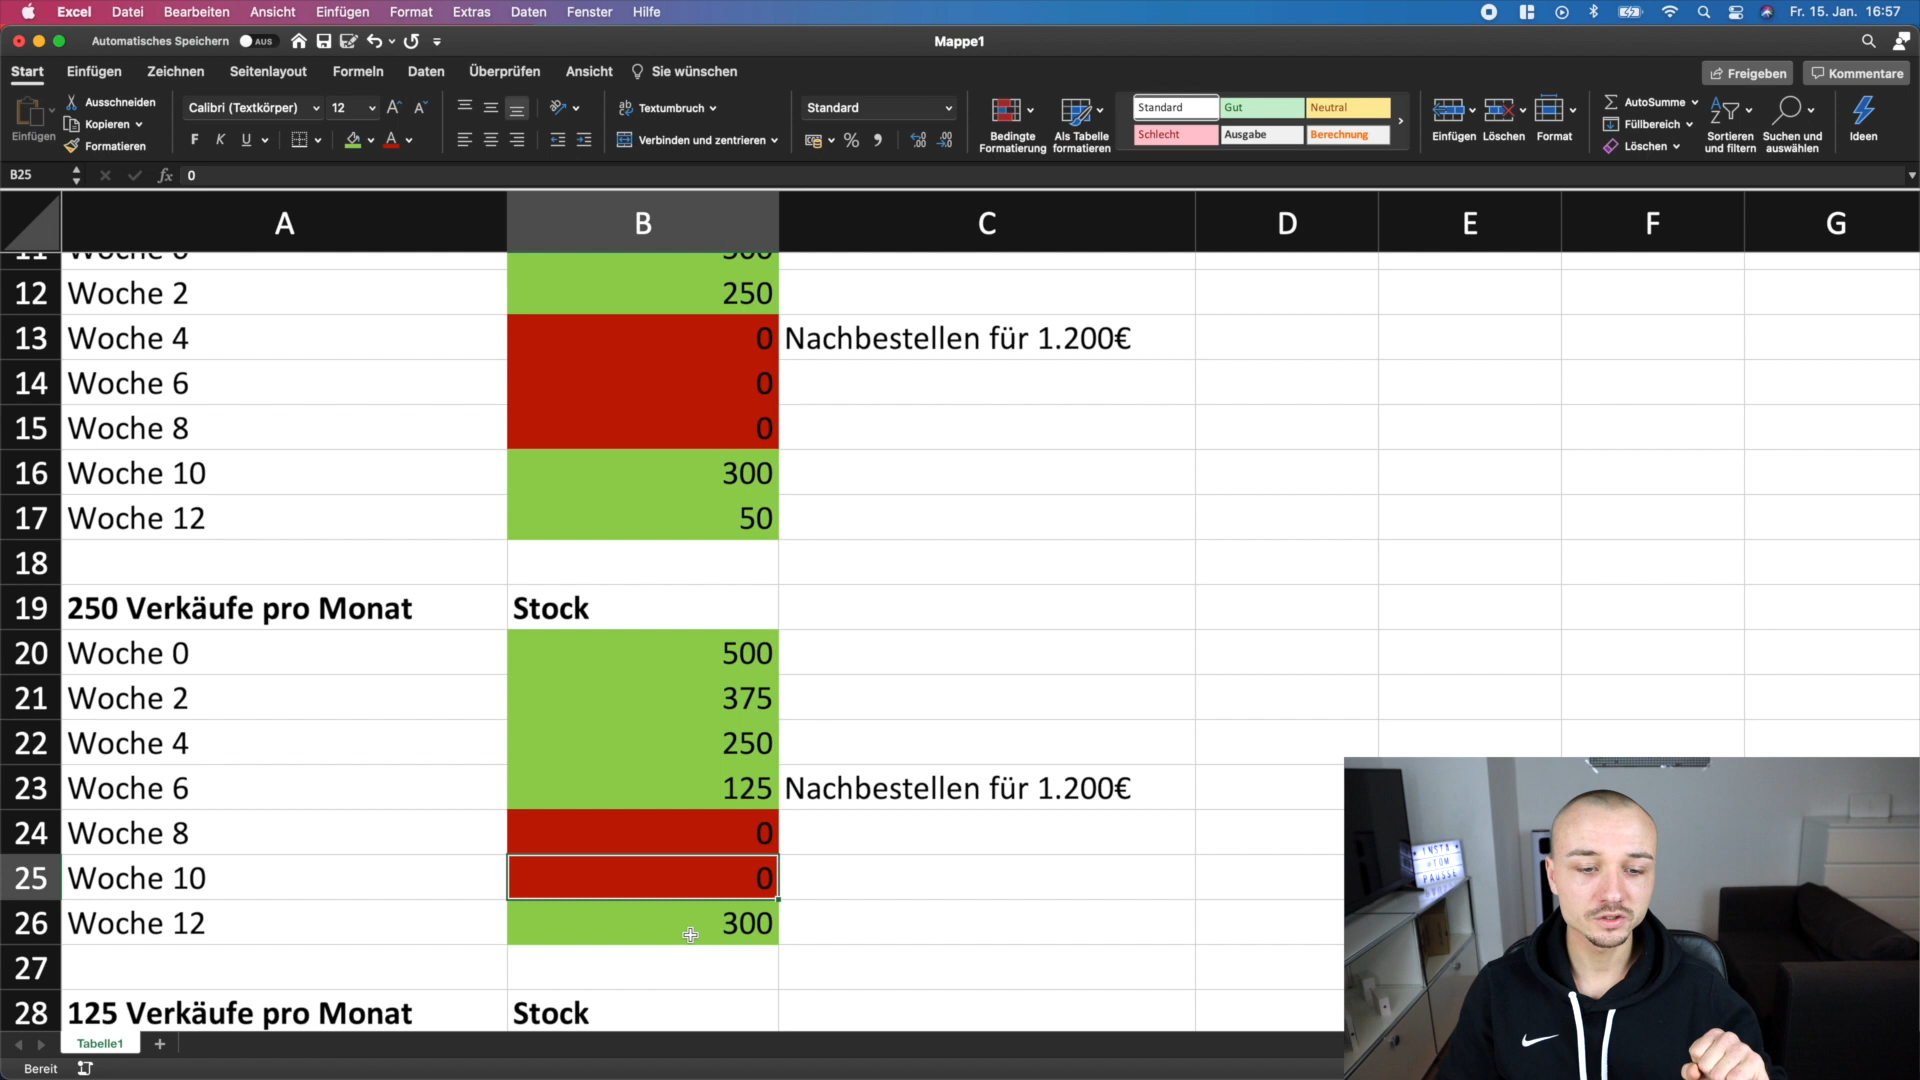 Excel Datei Bearbeiten Ansicht Einfügen Format Extras Daten Fenster Hilfe Fr. 15. Jan. 16:57
Automatisches Speichern AUS Mappe1
Start Einfügen Zeichnen Seitenlayout Formeln Daten Überprüfen Ansicht Sie wünschen Freigeben Kommentare
Einfügen
Ausschneiden
Kopieren
Formatieren
Calibri (Textkörper) 12
F K U
Textumbruch
Verbinden und zentrieren
Standard
Bedingte
Formatierung
Als Tabelle
formatieren
Standard Gut Neutral
Schlecht Ausgabe Berechnung
Einfügen Löschen Format
AutoSumme
Füllbereich
Löschen
Sortieren
und filtern
Suchen und
auswählen
Ideen
B25 fx 0
A B C D E F G
12 Woche 2 250
13 Woche 4 0 Nachbestellen für 1.200€
14 Woche 6 0
15 Woche 8 0
16 Woche 10 300
17 Woche 12 50
18
19 250 Verkäufe pro Monat Stock
20 Woche 0 500
21 Woche 2 375
22 Woche 4 250
23 Woche 6 125 Nachbestellen für 1.200€
24 Woche 8 0
25 Woche 10 0
26 Woche 12 300
27
28 125 Verkäufe pro Monat Stock
Tabelle1
Bereit
INSTA
@TOM
PAUSSE